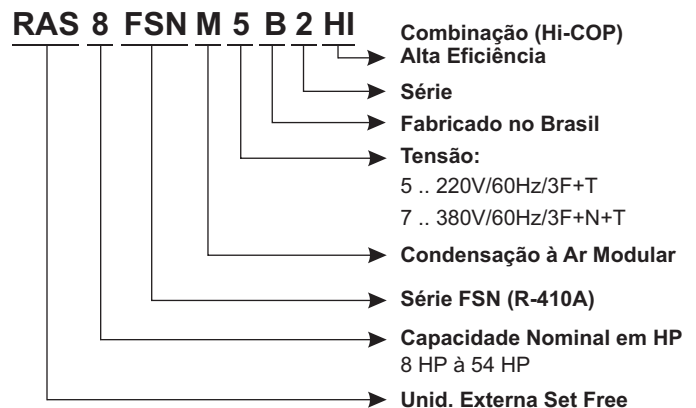 RAS 8 FSN M 5 B 2 HI
Combinação (Hi-COP)
Alta Eficiência
Série
Fabricado no Brasil
Tensão:
5 .. 220V/60Hz/3F+T
7 .. 380V/60Hz/3F+N+T
Condensação à Ar Modular
Série FSN (R-410A)
Capacidade Nominal em HP
8 HP à 54 HP
Unid. Externa Set Free